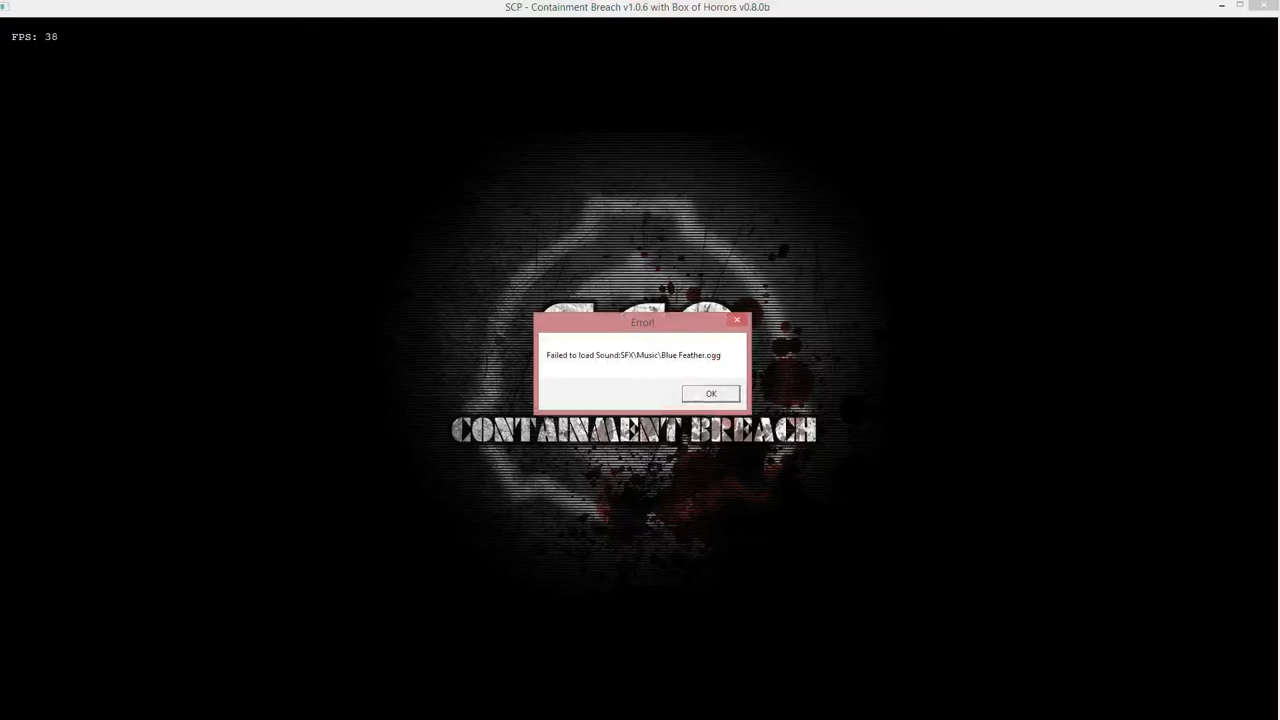 SCP - Containment Breach v1.0.6 with Box of Horrors v0.8.0b
FPS: 38
Error!
Failed to load Sound:SFX\Music\Blue Feather.ogg
OK
CONTAINMENT BREACH